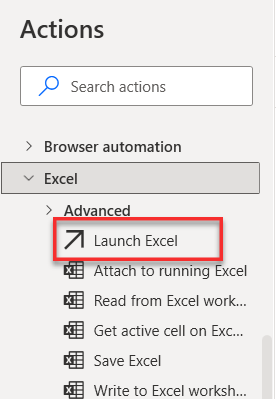 Actions
Search actions
Browser automation
Excel
Advanced
Launch Excel
Attach to running Excel
Read from Excel work...
Get active cell on Exc...
Save Excel
Write to Excel worksh...